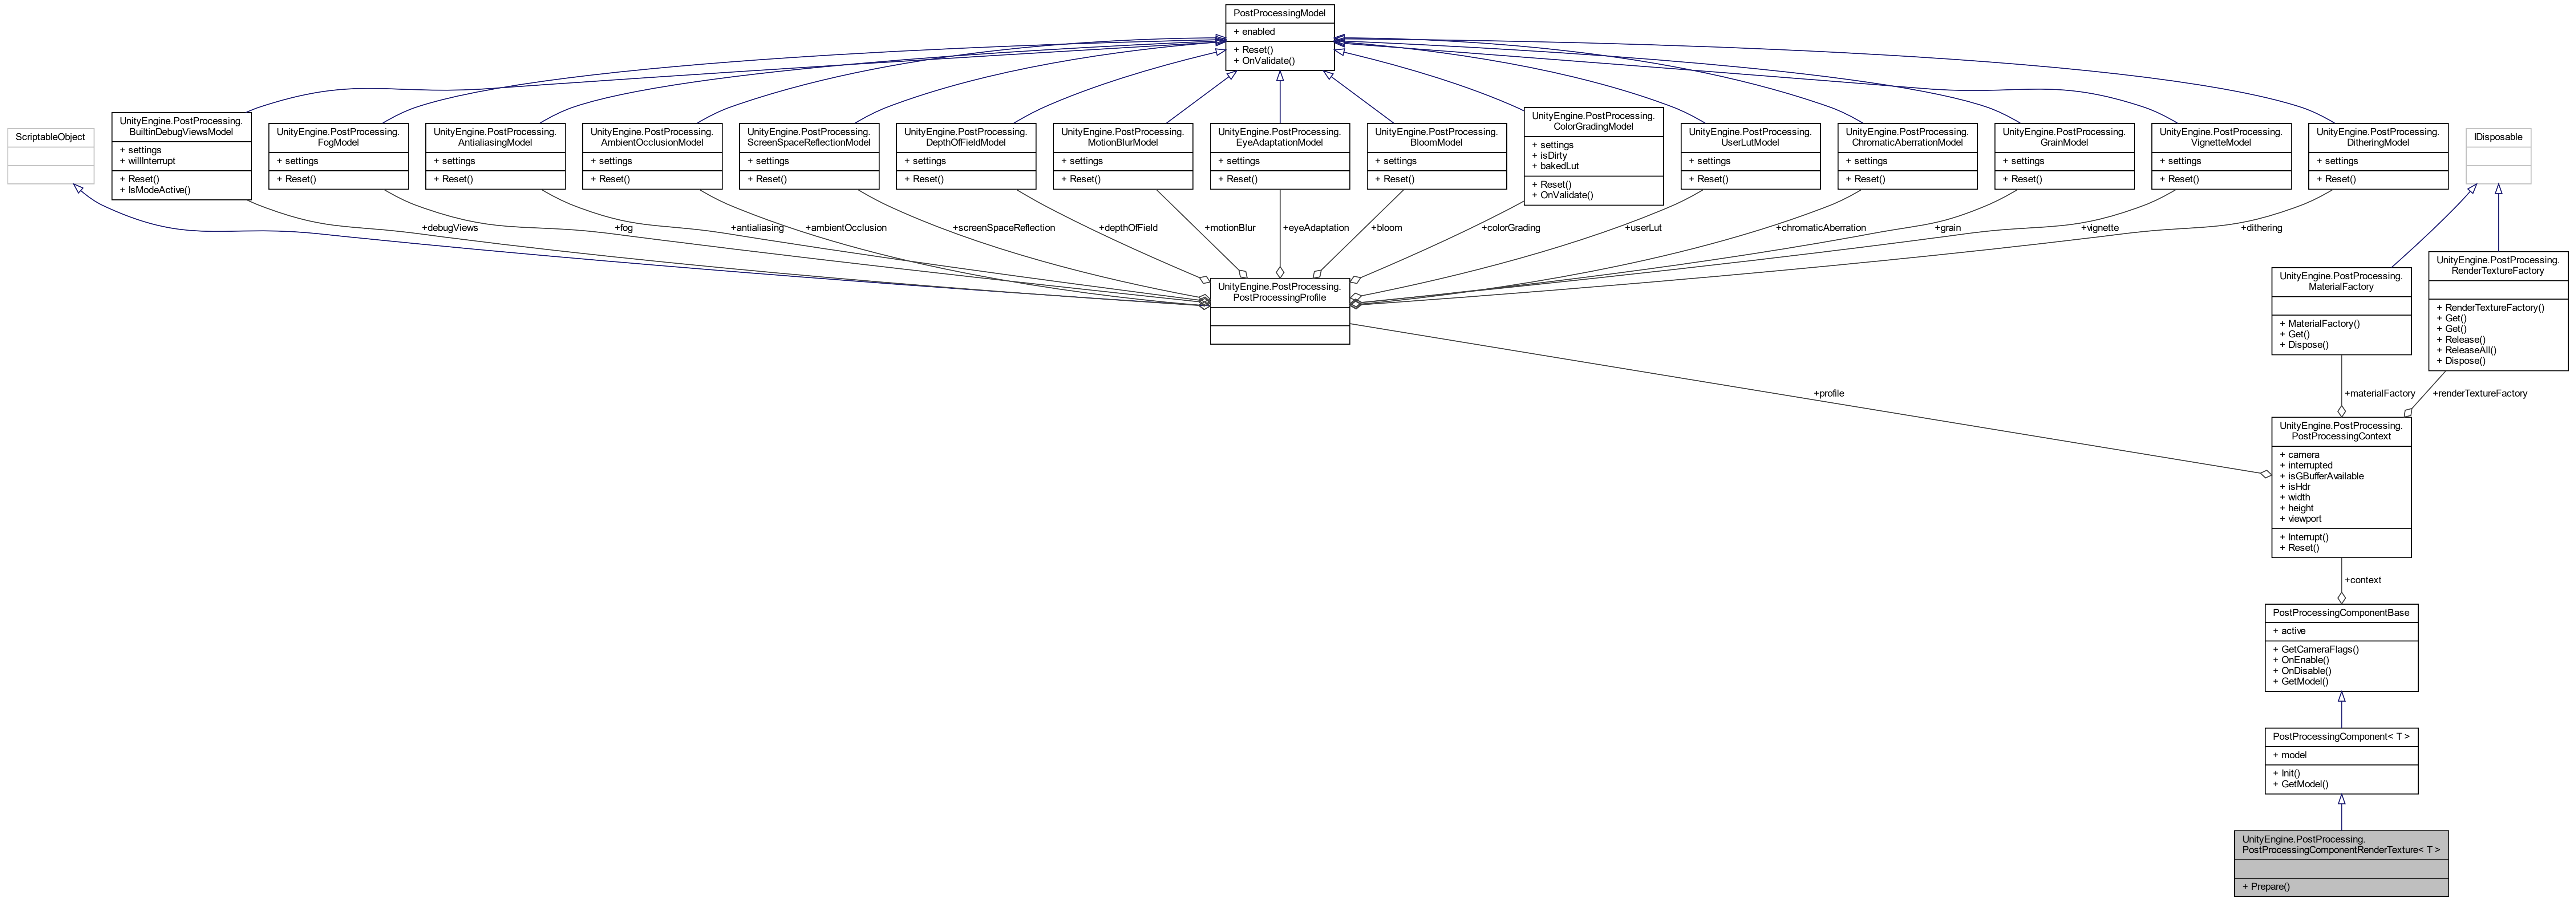 PostProcessingModel
+ enabled
+ Reset()
+ OnValidate()
ScriptableObject
UnityEngine.PostProcessing.
BuiltinDebugViewsModel
+ settings
+ willInterrupt
+ Reset()
+ IsModeActive()
UnityEngine.PostProcessing.
FogModel
+ settings
+ Reset()
UnityEngine.PostProcessing.
AntialiasingModel
+ settings
+ Reset()
UnityEngine.PostProcessing.
AmbientOcclusionModel
+ settings
+ Reset()
UnityEngine.PostProcessing.
ScreenSpaceReflectionModel
+ settings
+ Reset()
UnityEngine.PostProcessing.
DepthOfFieldModel
+ settings
+ Reset()
UnityEngine.PostProcessing.
MotionBlurModel
+ settings
+ Reset()
UnityEngine.PostProcessing.
EyeAdaptationModel
+ settings
+ Reset()
UnityEngine.PostProcessing.
BloomModel
+ settings
+ Reset()
UnityEngine.PostProcessing.
ColorGradingModel
+ settings
+ isDirty
+ bakedLut
+ Reset()
+ OnValidate()
UnityEngine.PostProcessing.
UserLutModel
+ settings
+ Reset()
UnityEngine.PostProcessing.
ChromaticAberrationModel
+ settings
+ Reset()
UnityEngine.PostProcessing.
GrainModel
+ settings
+ Reset()
UnityEngine.PostProcessing.
VignetteModel
+ settings
+ Reset()
UnityEngine.PostProcessing.
DitheringModel
+ settings
+ Reset()
IDisposable
+debugViews
+fog
+antialiasing
+ambientOcclusion
+screenSpaceReflection
+depthOfField
+motionBlur
+eyeAdaptation
+bloom
+colorGrading
+userLut
+chromaticAberration
+grain
+vignette
+dithering
UnityEngine.PostProcessing.
PostProcessingProfile
UnityEngine.PostProcessing.
MaterialFactory
+ MaterialFactory()
+ Get()
+ Dispose()
UnityEngine.PostProcessing.
RenderTextureFactory
+ RenderTextureFactory()
+ Get()
+ Get()
+ Release()
+ ReleaseAll()
+ Dispose()
+profile
+materialFactory
+renderTextureFactory
UnityEngine.PostProcessing.
PostProcessingContext
+ camera
+ interrupted
+ isGBufferAvailable
+ isHdr
+ width
+ height
+ viewport
+ Interrupt()
+ Reset()
+context
PostProcessingComponentBase
+ active
+ GetCameraFlags()
+ OnEnable()
+ OnDisable()
+ GetModel()
PostProcessingComponent< T >
+ model
+ Init()
+ GetModel()
UnityEngine.PostProcessing.
PostProcessingComponentRenderTexture< T >
+ Prepare()